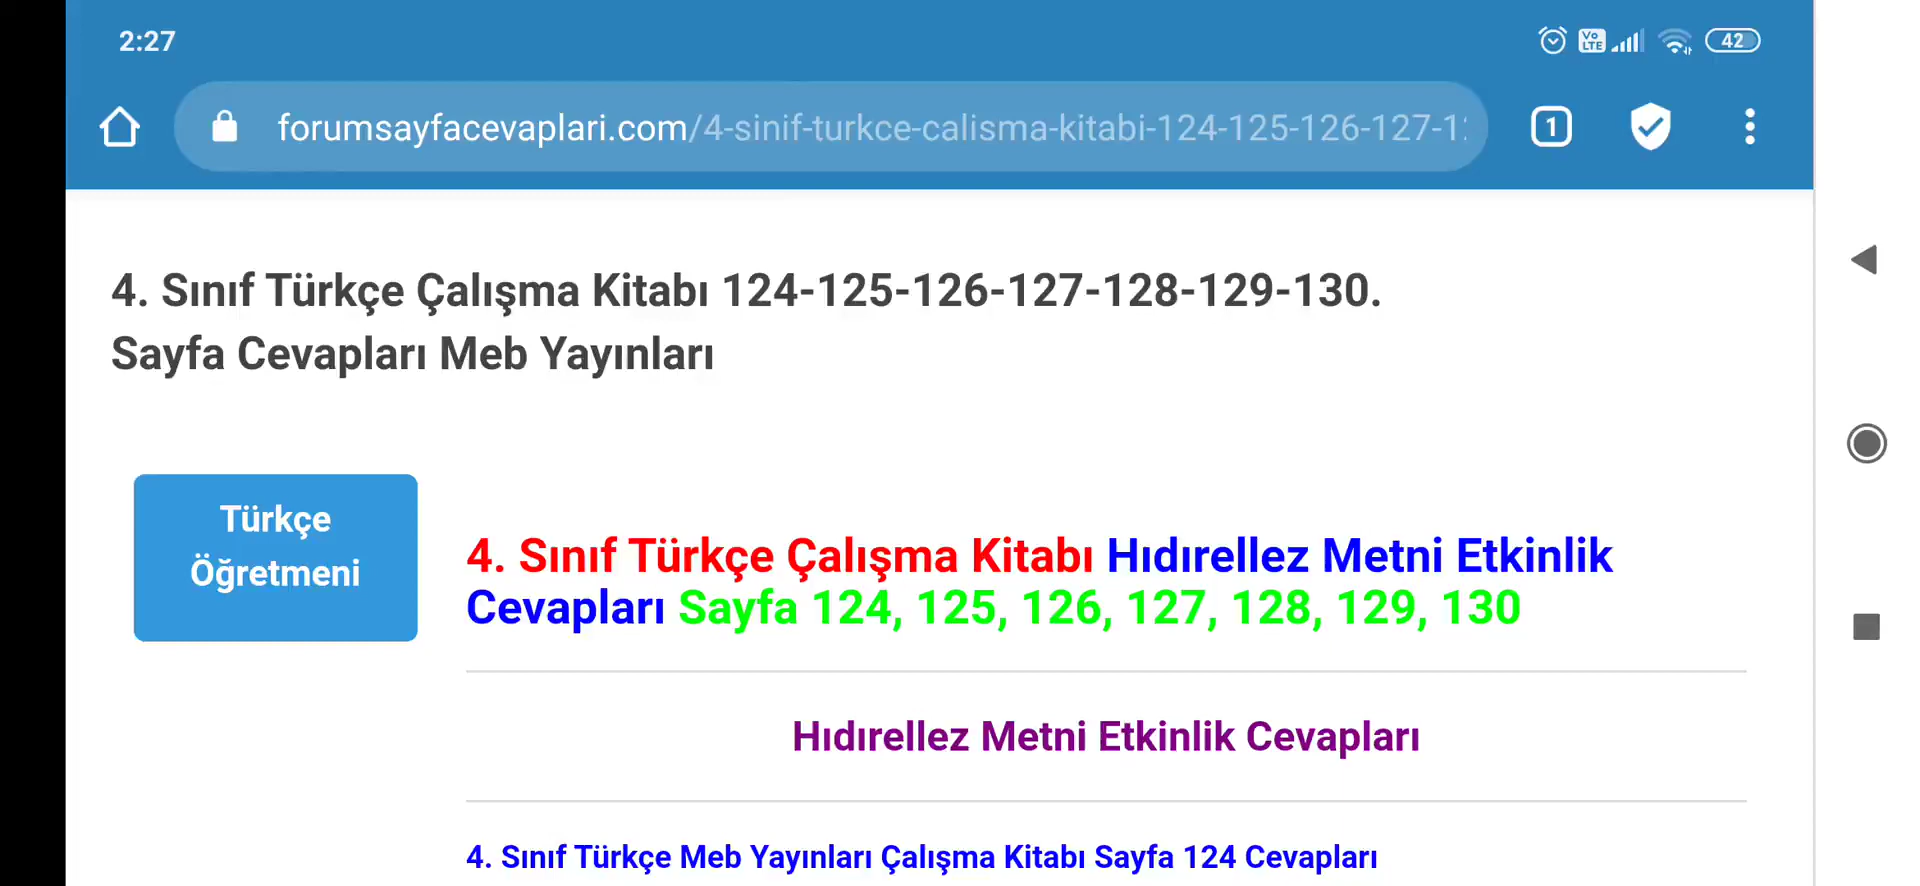 2:27
Vo LTE
42
forumsayfacevaplari.com/4-sinif-turkce-calisma-kitabi-124-125-126-127-1
1
4. Sınıf Türkçe Çalışma Kitabı 124-125-126-127-128-129-130.
Sayfa Cevapları Meb Yayınları
Türkçe
Öğretmeni
4. Sınıf Türkçe Çalışma Kitabı Hıdırellez Metni Etkinlik
Cevapları Sayfa 124, 125, 126, 127, 128, 129, 130
Hıdırellez Metni Etkinlik Cevapları
4. Sınıf Türkçe Meb Yayınları Çalışma Kitabı Sayfa 124 Cevapları